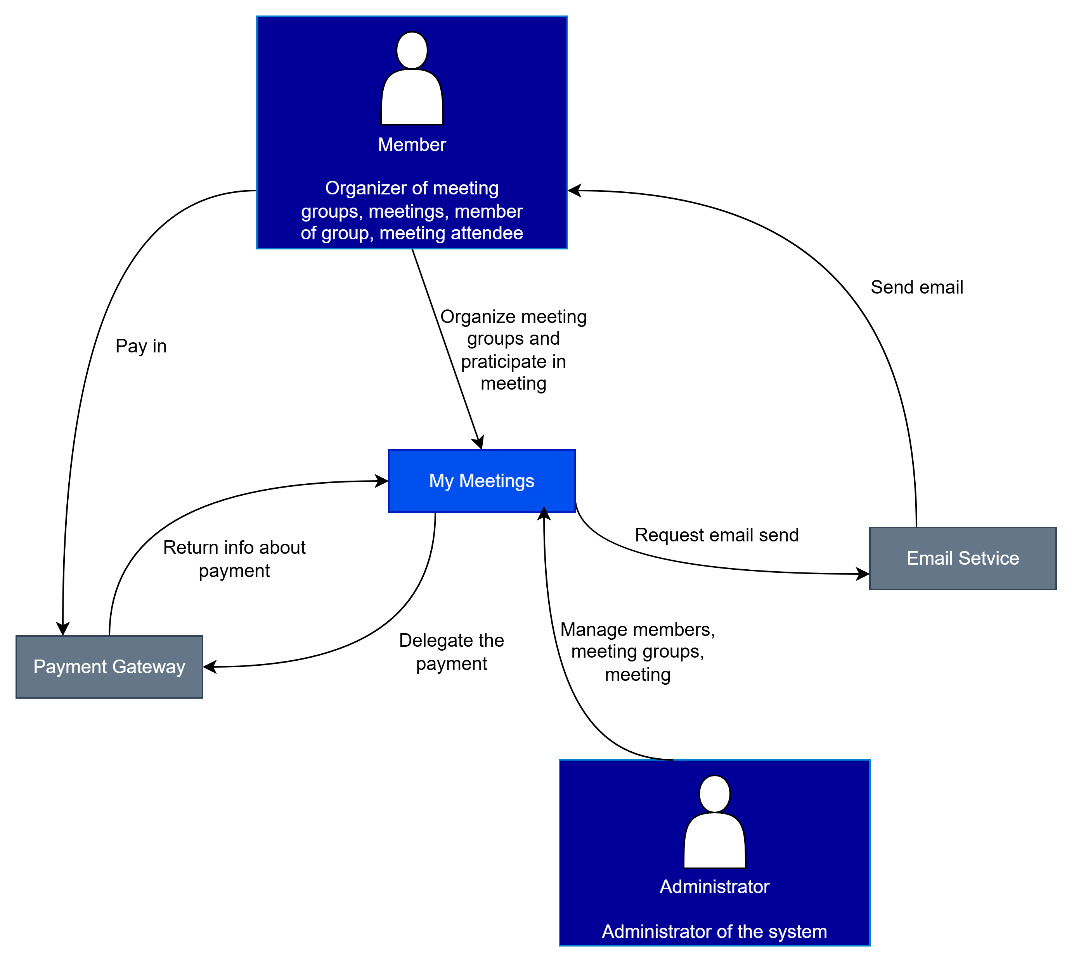 Member
Organizer of meeting
groups, meetings, member
of group, meeting attendee
Send email
Organize meeting
groups and
praticipate in
meeting
Pay in
My Meetings
Request email send
Email Setvice
Return info about
payment
Delegate the
payment
Manage members,
meeting groups,
meeting
Payment Gateway
Administrator
Administrator of the system